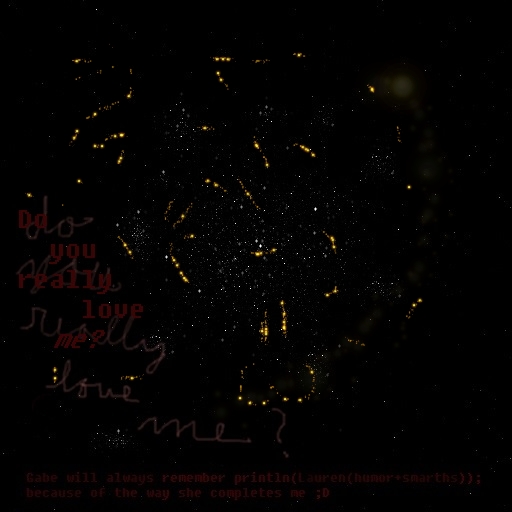 Do
you
really
love
me?
do
you
really
love
me?
Gabe will always remember println(Lauren(humor+smarths));
because of the way she completes me ;D